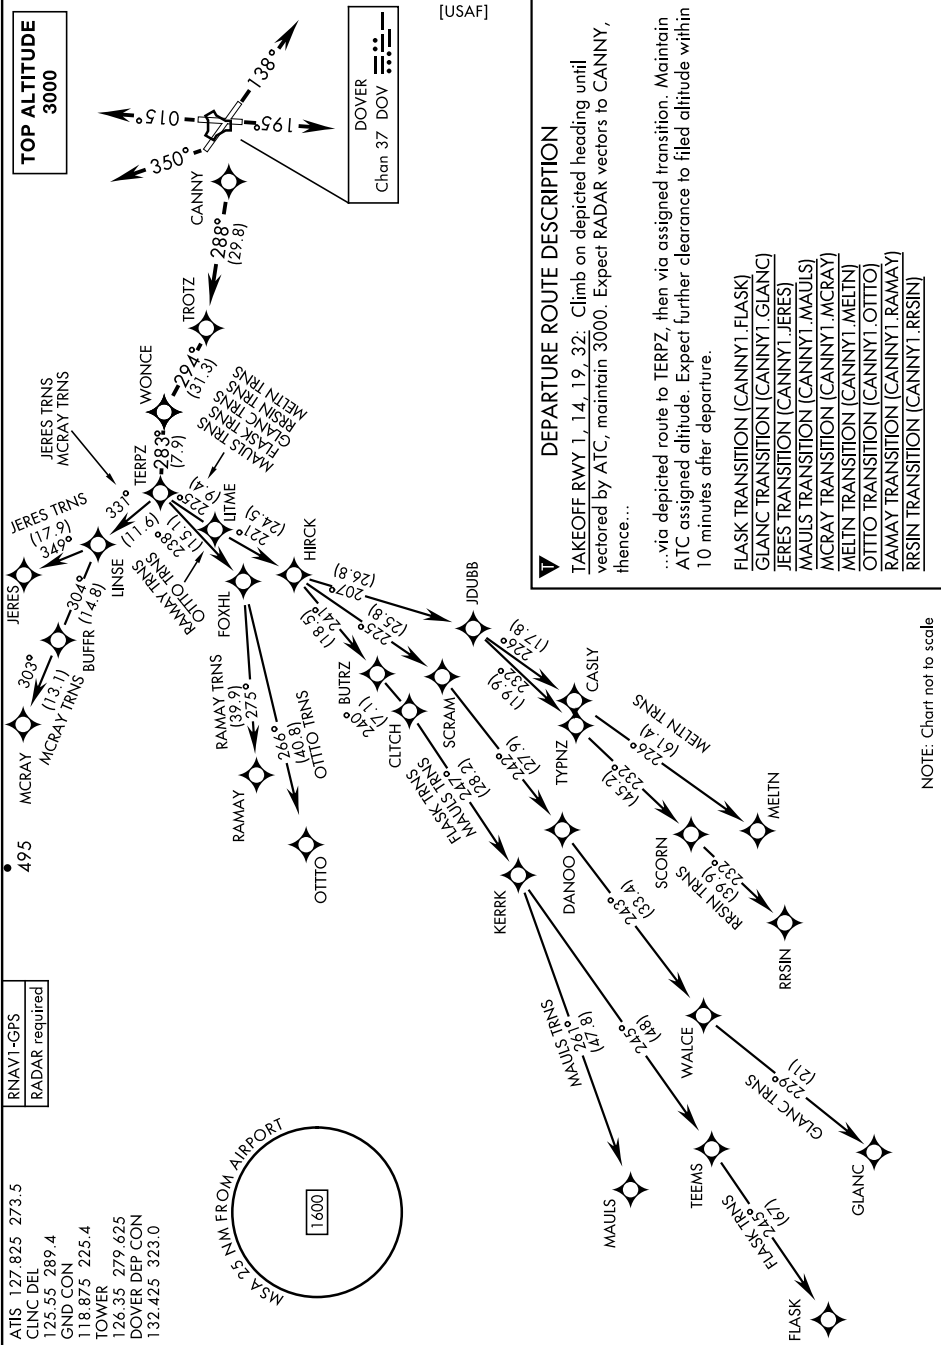 [USAF]
TOP ALTITUDE
3000
RNAV1-GPS
RADAR required
ATIS 127.825 273.5
CLNC DEL
125.55 289.4
GND CON
118.875 225.4
TOWER
126.35 279.625
DOVER DEP CON
132.425 323.0
MSA 25 NM FROM AIRPORT
1600
495
DOVER
Chan 37 DOV
138°
195°
015°
350°
CANNY
288°
(29.8)
TROTZ
294°
(31.3)
WONCE
283°
(7.9)
TERPZ
JERES TRNS
MCRAY TRNS
331°
(11.9)
LINSE
JERES TRNS
(17.9)
349°
JERES
304°
(14.8)
BUFFR
303°
(13.1)
MCRAY TRNS
MCRAY
MAULS TRNS
FLASK TRNS
GLANC TRNS
RRSIN TRNS
MELTN TRNS
225°
(9.4)
LITME
238°
(15.1)
OTTTO TRNS
RAMAY TRNS
FOXHL
RAMAY TRNS
(39.9)
275°
RAMAY
266°
(40.8)
OTTTO TRNS
OTTTO
221°
(24.5)
HIRCK
207°
(26.8)
JDUBB
241°
(18.5)
BUTRZ
225°
(25.8)
SCRAM
240°
(7.1)
CLTCH
FLASK TRNS
MAULS TRNS
247°
(28.2)
KERRK
242°
(27.9)
DANOO
226°
(17.8)
CASLY
232°
(19.9)
TYPNZ
226°
(61.4)
MELTN TRNS
MELTN
232°
(45.2)
SCORN
232°
(39.9)
RRSIN TRNS
RRSIN
243°
(33.4)
WALCE
229°
(21)
GLANC TRNS
GLANC
MAULS TRNS
261°
(47.8)
MAULS
245°
(48)
TEEMS
FLASK TRNS
245°
(67)
FLASK
NOTE: Chart not to scale
T
DEPARTURE ROUTE DESCRIPTION
TAKEOFF RWY 1, 14, 19, 32: Climb on depicted heading until
vectored by ATC, maintain 3000. Expect RADAR vectors to CANNY,
thence...
...via depicted route to TERPZ, then via assigned transition. Maintain
ATC assigned altitude. Expect further clearance to filed altitude within
10 minutes after departure.
FLASK TRANSITION (CANNY1.FLASK)
GLANC TRANSITION (CANNY1.GLANC)
JERES TRANSITION (CANNY1.JERES)
MAULS TRANSITION (CANNY1.MAULS)
MCRAY TRANSITION (CANNY1.MCRAY)
MELTN TRANSITION (CANNY1.MELTN)
OTTTO TRANSITION (CANNY1.OTTTO)
RAMAY TRANSITION (CANNY1.RAMAY)
RRSIN TRANSITION (CANNY1.RRSIN)